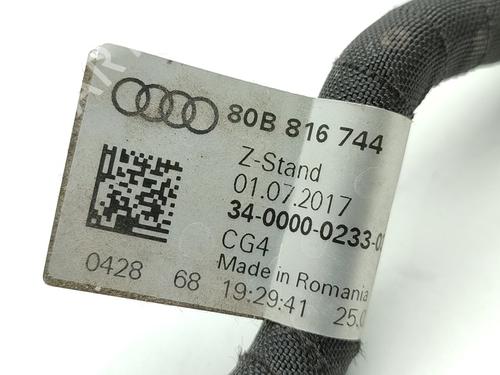 80B 816 744
Z-Stand
01.07.2017
34-0000-0233-0
CG4
Made in Romania
0428 68 19:29:41 25.0